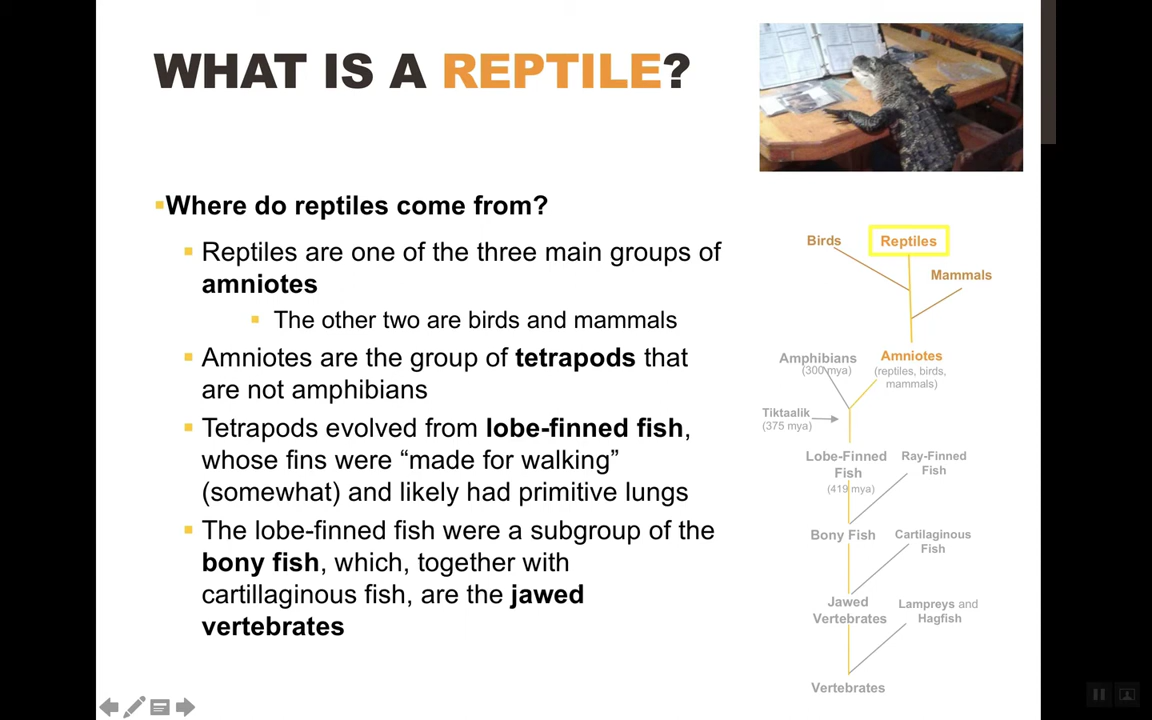 WHAT IS A REPTILE?
Where do reptiles come from?
Reptiles are one of the three main groups of
amniotes
The other two are birds and mammals
Amniotes are the group of tetrapods that
are not amphibians
Tetrapods evolved from lobe-finned fish,
whose fins were “made for walking”
(somewhat) and likely had primitive lungs
The lobe-finned fish were a subgroup of the
bony fish, which, together with
cartillaginous fish, are the jawed
vertebrates
Birds
Reptiles
Mammals
Amphibians
(300 mya)
Amniotes
(reptiles, birds,
mammals)
Tiktaalik
(375 mya)
Lobe-Finned
Fish
(419 mya)
Ray-Finned
Fish
Bony Fish
Cartilaginous
Fish
Jawed
Vertebrates
Lampreys and
Hagfish
Vertebrates